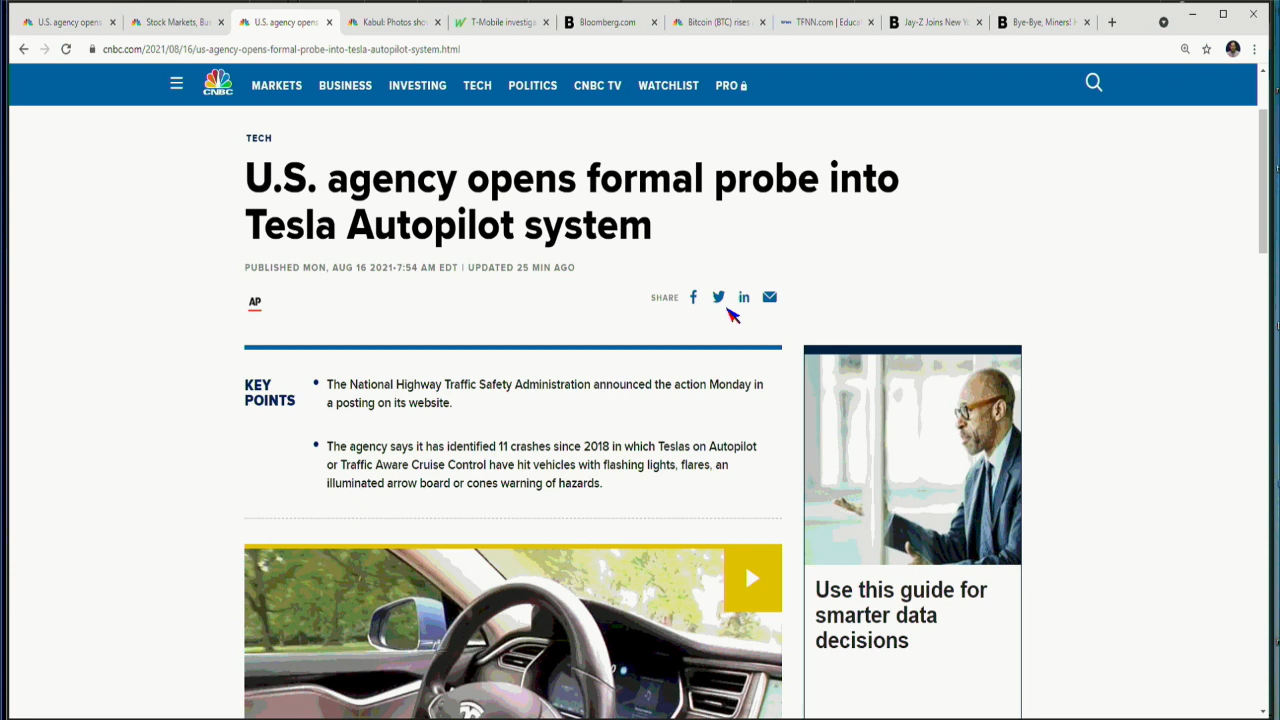 U.S. agency opens
Stock Markets, Bus
U.S. agency opens
Kabul: Photos sho
T-Mobile investiga
Bloomberg.com
Bitcoin (BTC) rises
TFNN.com | Educat
Jay-Z Joins New Yo
Bye-Bye, Miners! H
cnbc.com/2021/08/16/us-agency-opens-formal-probe-into-tesla-autopilot-system.html
CNBC
MARKETS BUSINESS INVESTING TECH POLITICS CNBC TV WATCHLIST PRO
TECH
U.S. agency opens formal probe into
Tesla Autopilot system
PUBLISHED MON, AUG 16 2021•7:54 AM EDT | UPDATED 25 MIN AGO
AP
SHARE
KEY
POINTS
The National Highway Traffic Safety Administration announced the action Monday in
a posting on its website.
The agency says it has identified 11 crashes since 2018 in which Teslas on Autopilot
or Traffic Aware Cruise Control have hit vehicles with flashing lights, flares, an
illuminated arrow board or cones warning of hazards.
Use this guide for
smarter data
decisions